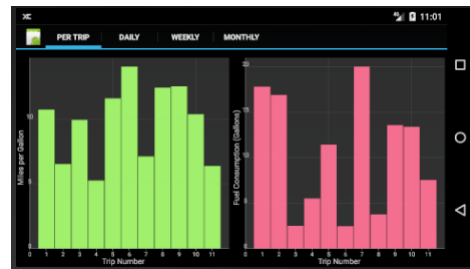 11:01
PER TRIP DAILY WEEKLY MONTHLY
Miles per Gallon
10
5
0 1 2 3 4 5 6 7 8 9 10 11
Trip Number
Fuel Consumption (Gallons)
20
15
10
5
0 1 2 3 4 5 6 7 8 9 10 11
Trip Number